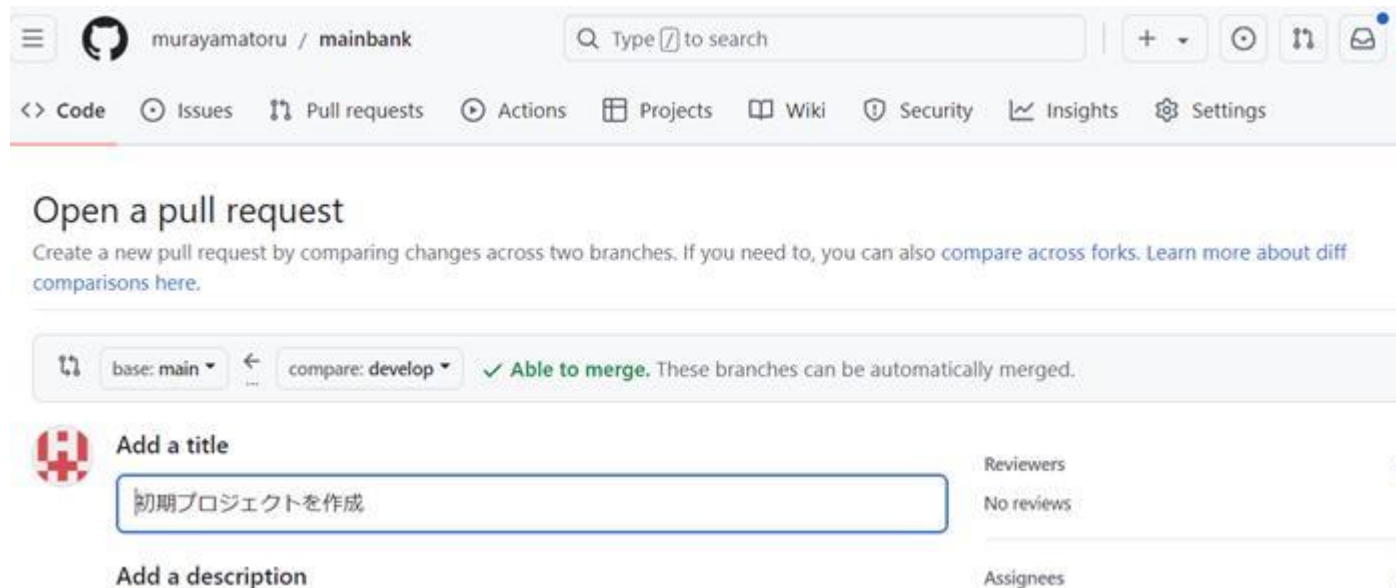 murayamatoru / mainbank
Type / to search
<> Code Issues Pull requests Actions Projects Wiki Security Insights Settings
Open a pull request
Create a new pull request by comparing changes across two branches. If you need to, you can also compare across forks. Learn more about diff
comparisons here.
base: main ← compare: develop ✓ Able to merge. These branches can be automatically merged.
Add a title
初期プロジェクトを作成
Reviewers
No reviews
Add a description
Assignees